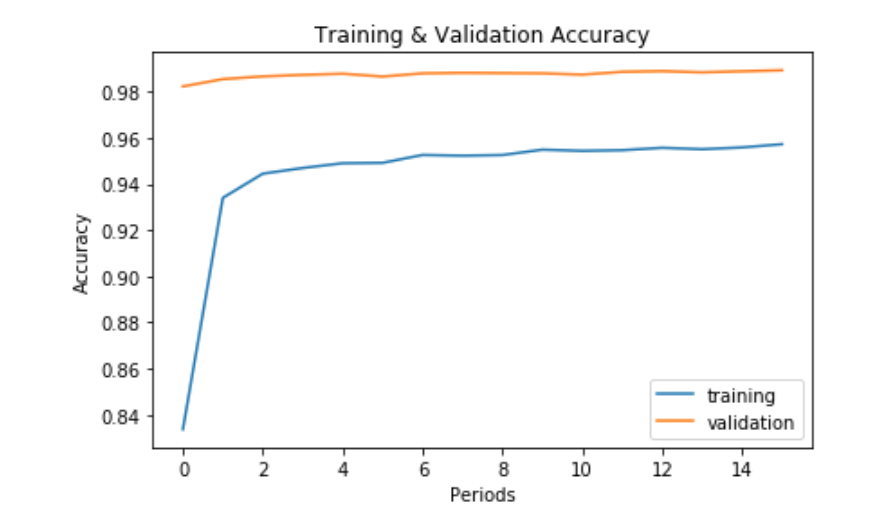 Training & Validation Accuracy
Accuracy
0.98
0.96
0.94
0.92
0.90
0.88
0.86
0.84
training
validation
0 2 4 6 8 10 12 14
Periods